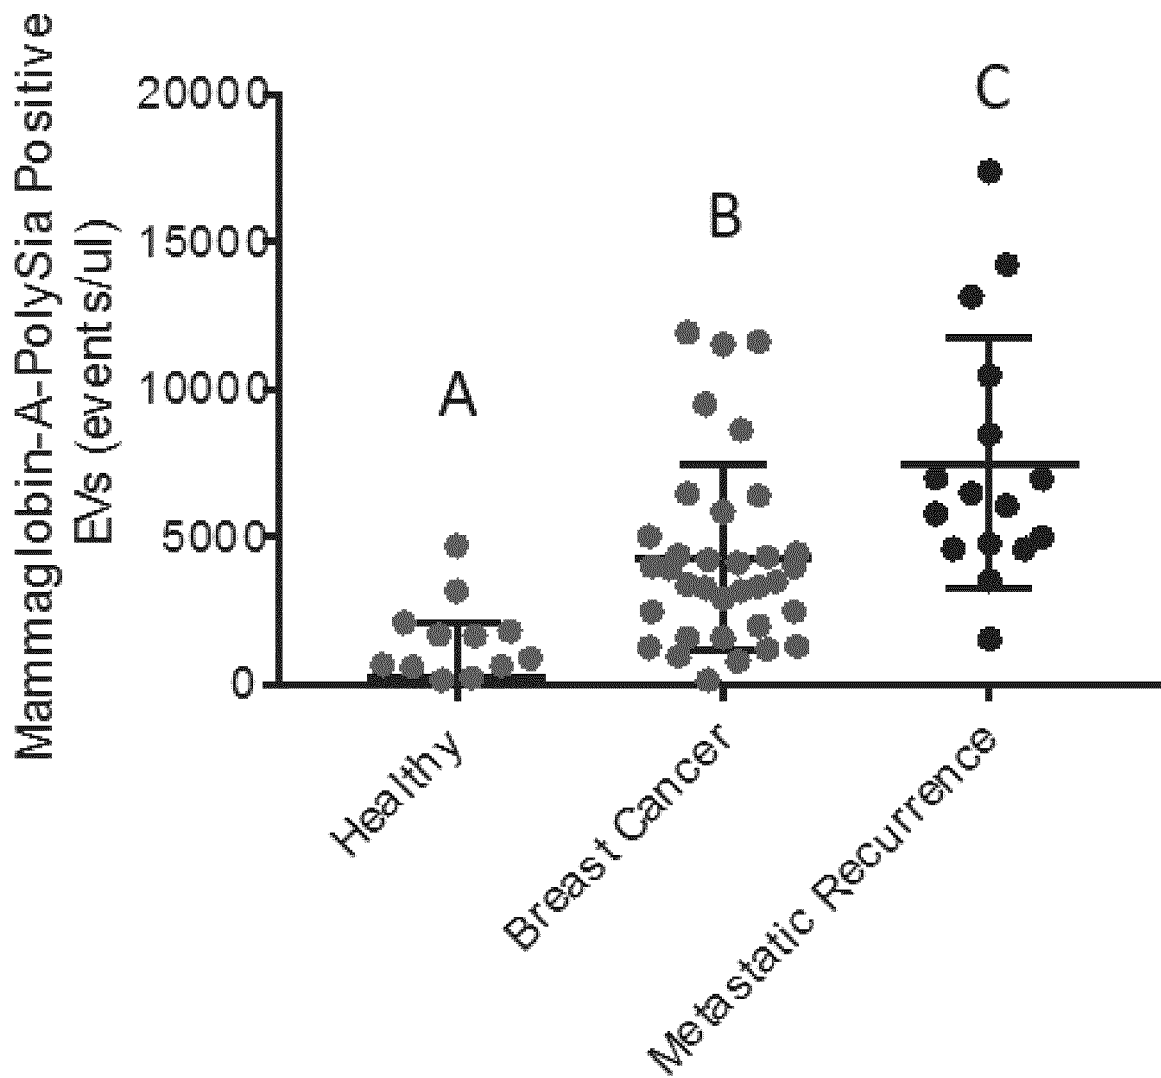 Mammaglobin-A-PolySia Positive
EVs (events/ul)
20000
15000
10000
5000
0
A
B
C
Healthy
Breast Cancer
Metastatic Recurrence